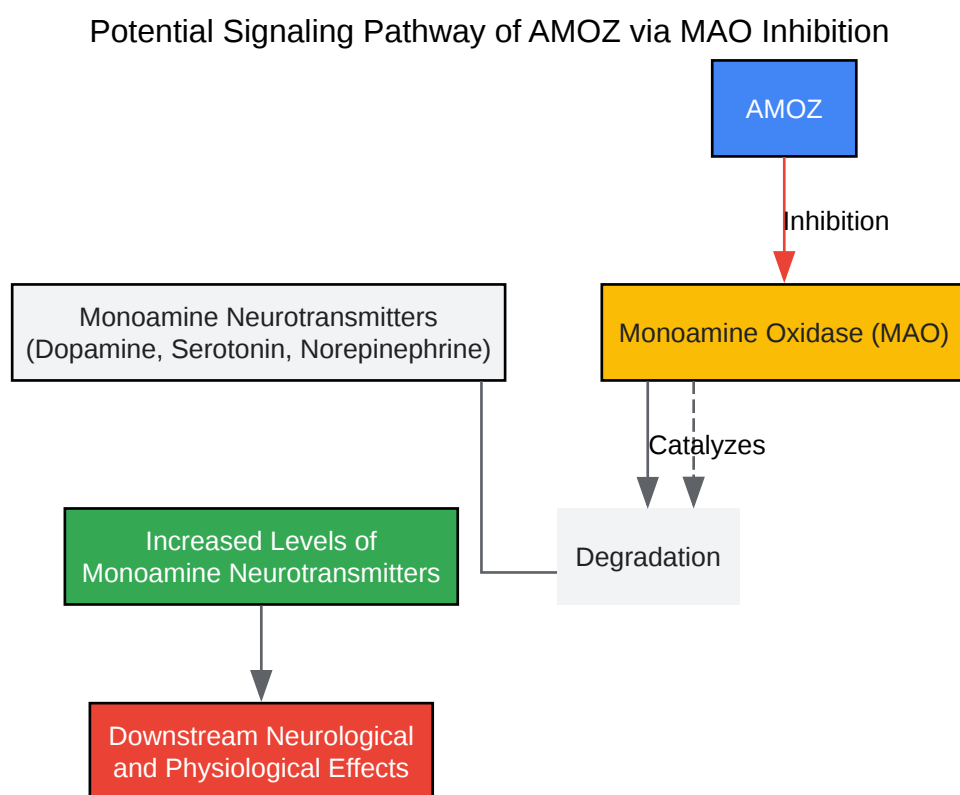 Potential Signaling Pathway of AMOZ via MAO Inhibition
AMOZ
Inhibition
Monoamine Neurotransmitters
(Dopamine, Serotonin, Norepinephrine)
Monoamine Oxidase (MAO)
Catalyzes
Increased Levels of
Monoamine Neurotransmitters
Degradation
Downstream Neurological
and Physiological Effects